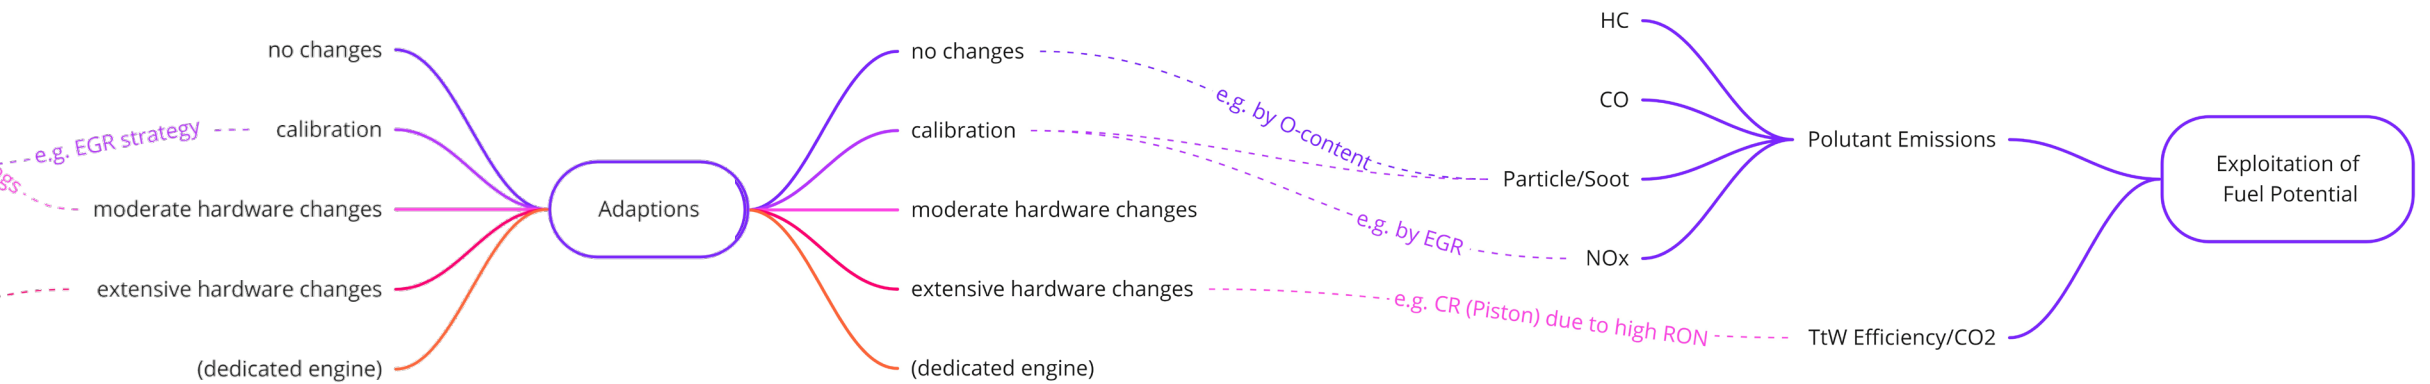 no changes
e.g. EGR strategy
calibration
gs
moderate hardware changes
extensive hardware changes
(dedicated engine)
Adaptions
no changes
calibration
moderate hardware changes
extensive hardware changes
(dedicated engine)
e.g. by O-content
e.g. by EGR
e.g. CR (Piston) due to high RON
HC
CO
Particle/Soot
NOx
Polutant Emissions
TtW Efficiency/CO2
Exploitation of
Fuel Potential